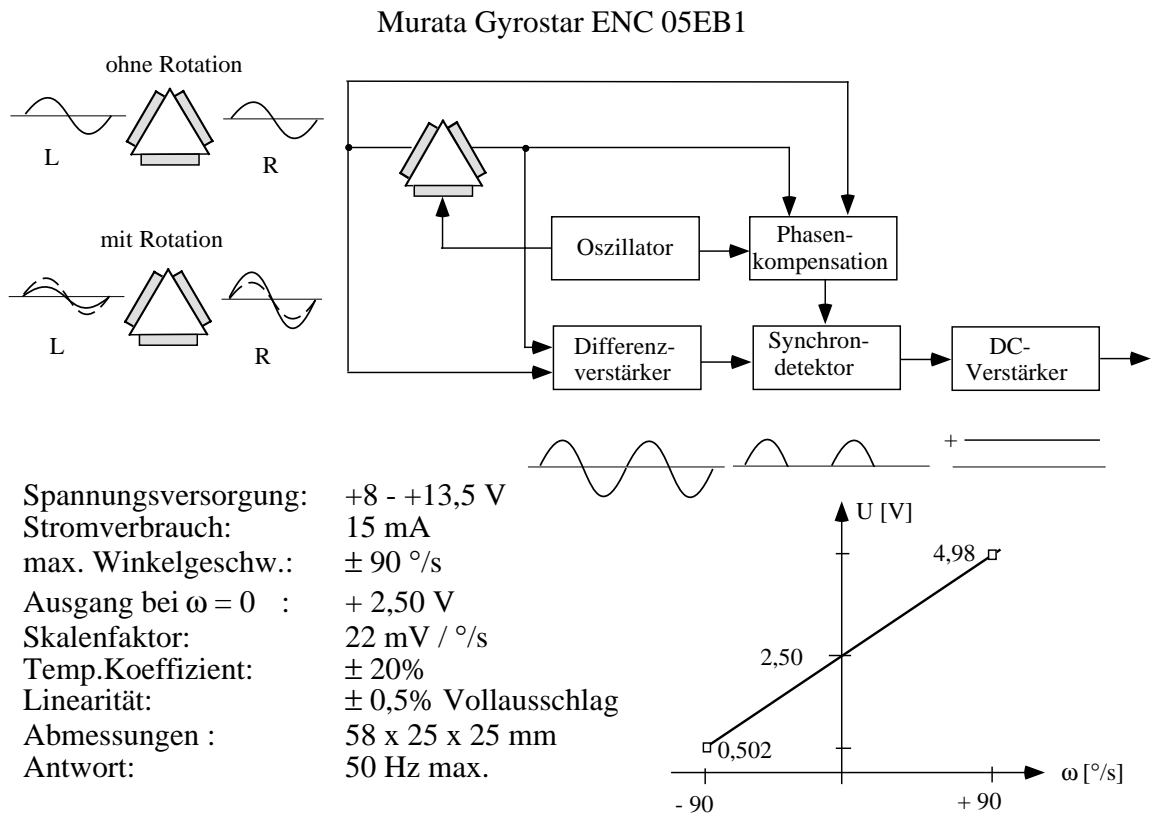 Murata Gyrostar ENC 05EB1
ohne Rotation
L
R
mit Rotation
L
R
Oszillator
Phasen-
kompensation
Differenz-
verstärker
Synchron-
detektor
DC-
Verstärker
+
Spannungsversorgung: +8 - +13,5 V
Stromverbrauch: 15 mA
max. Winkelgeschw.: ± 90 °/s
Ausgang bei ω = 0 : + 2,50 V
Skalenfaktor: 22 mV / °/s
Temp.Koeffizient: ± 20%
Linearität: ± 0,5% Vollausschlag
Abmessungen : 58 x 25 x 25 mm
Antwort: 50 Hz max.
U [V]
4,98
2,50
0,502
ω [°/s]
- 90
+ 90